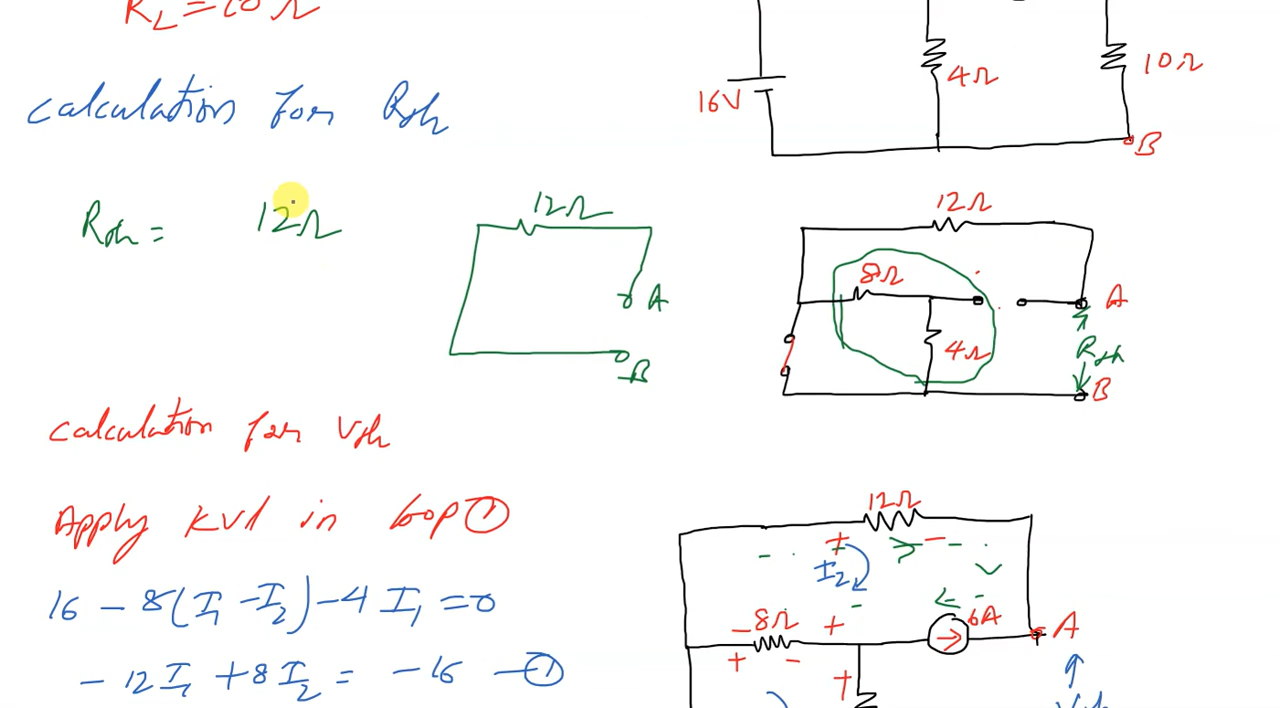 RL = 10Ω
calculation for Rth
Rth = 12Ω
12Ω
A
B
calculation for Vth
Apply KVL in loop ①
16 - 8(I1 - I2) - 4 I1 = 0
- 12 I1 + 8 I2 = - 16 - ①
16V
4Ω
10Ω
B
12Ω
8Ω
4Ω
A
Rth
B
12Ω
+ -
I2
8Ω
- +
+ -
6A
A
+
Vth